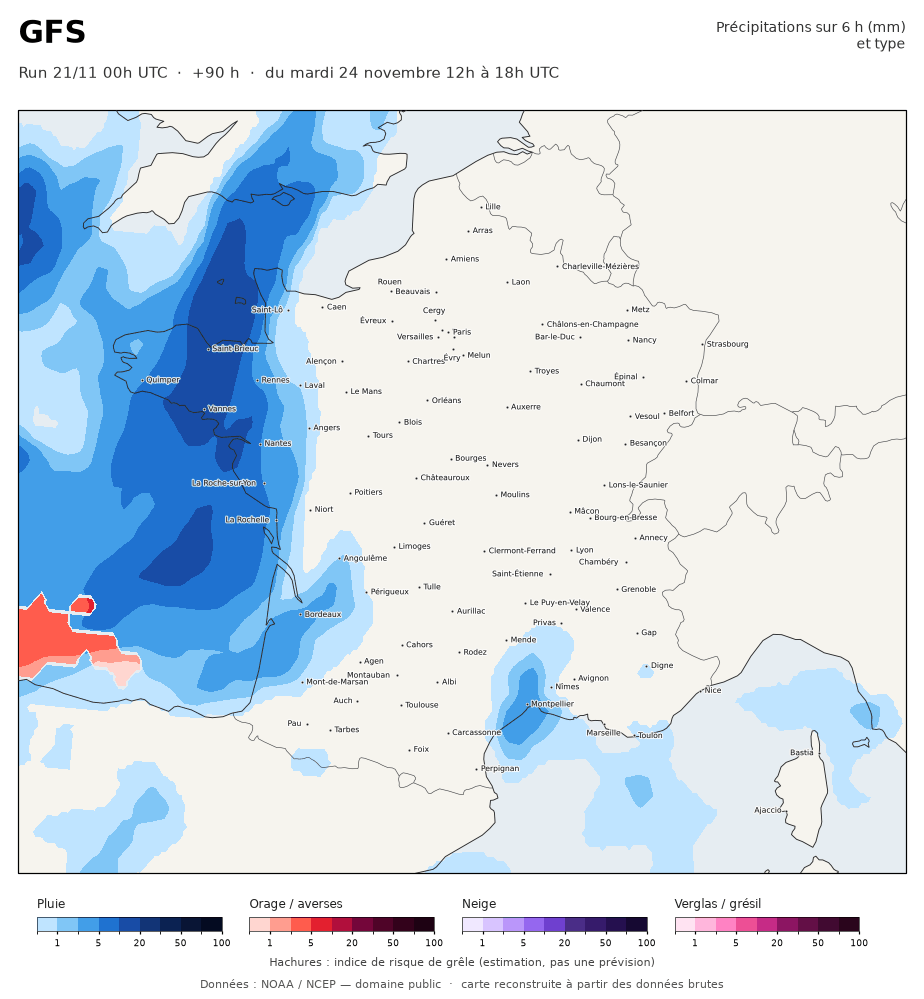 GFS
Précipitations sur 6 h (mm)
et type
Run 21/11 00h UTC · +90 h · du mardi 24 novembre 12h à 18h UTC
Lille
Arras
Amiens
Charleville-Mézières
Rouen
Laon
Beauvais
Saint-Lô
Caen
Cergy
Metz
Évreux
Châlons-en-Champagne
Paris
Versailles
Bar-le-Duc
Nancy
Strasbourg
Saint-Brieuc
Évry
Melun
Alençon
Chartres
Troyes
Épinal
Quimper
Rennes
Laval
Chaumont
Colmar
Le Mans
Orléans
Auxerre
Vannes
Belfort
Vesoul
Blois
Angers
Tours
Dijon
Besançon
Nantes
Bourges
Nevers
Châteauroux
La Roche-sur-Yon
Lons-le-Saunier
Poitiers
Moulins
Niort
Mâcon
Bourg-en-Bresse
La Rochelle
Guéret
Annecy
Limoges
Clermont-Ferrand
Lyon
Angoulême
Chambéry
Saint-Étienne
Périgueux
Tulle
Grenoble
Le Puy-en-Velay
Valence
Bordeaux
Aurillac
Privas
Gap
Mende
Cahors
Rodez
Agen
Digne
Montauban
Avignon
Mont-de-Marsan
Albi
Nîmes
Nice
Auch
Toulouse
Montpellier
Pau
Tarbes
Carcassonne
Marseille
Toulon
Foix
Bastia
Perpignan
Ajaccio
Pluie
Orage / averses
Neige
Verglas / grésil
1 5 20 50 100
1 5 20 50 100
1 5 20 50 100
1 5 20 50 100
Hachures : indice de risque de grêle (estimation, pas une prévision)
Données : NOAA / NCEP — domaine public · carte reconstruite à partir des données brutes